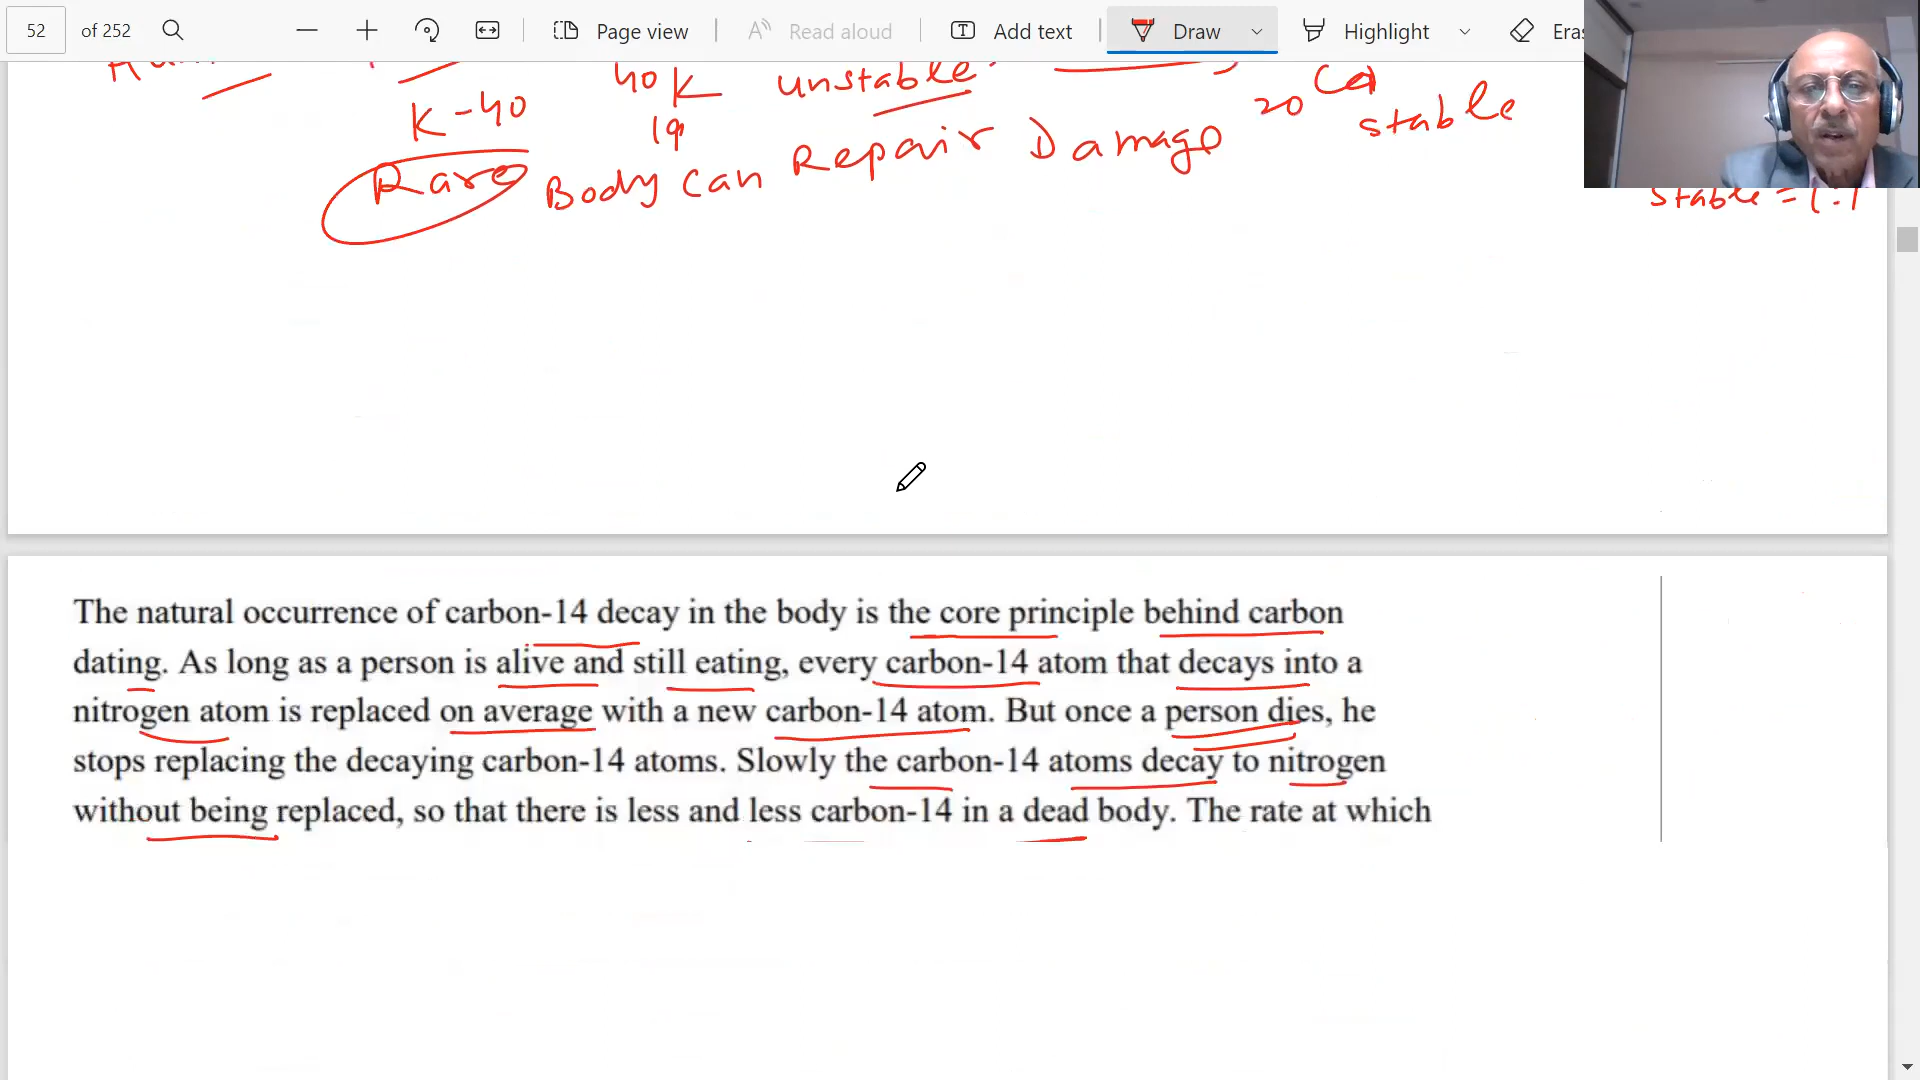 52 of 252 Page view Read aloud Add text Draw Highlight
40 K unstable 20 Ca stable
K-40 19
Rare Body Can Repair Damage
stable =
The natural occurrence of carbon-14 decay in the body is the core principle behind carbon
dating. As long as a person is alive and still eating, every carbon-14 atom that decays into a
nitrogen atom is replaced on average with a new carbon-14 atom. But once a person dies, he
stops replacing the decaying carbon-14 atoms. Slowly the carbon-14 atoms decay to nitrogen
without being replaced, so that there is less and less carbon-14 in a dead body. The rate at which